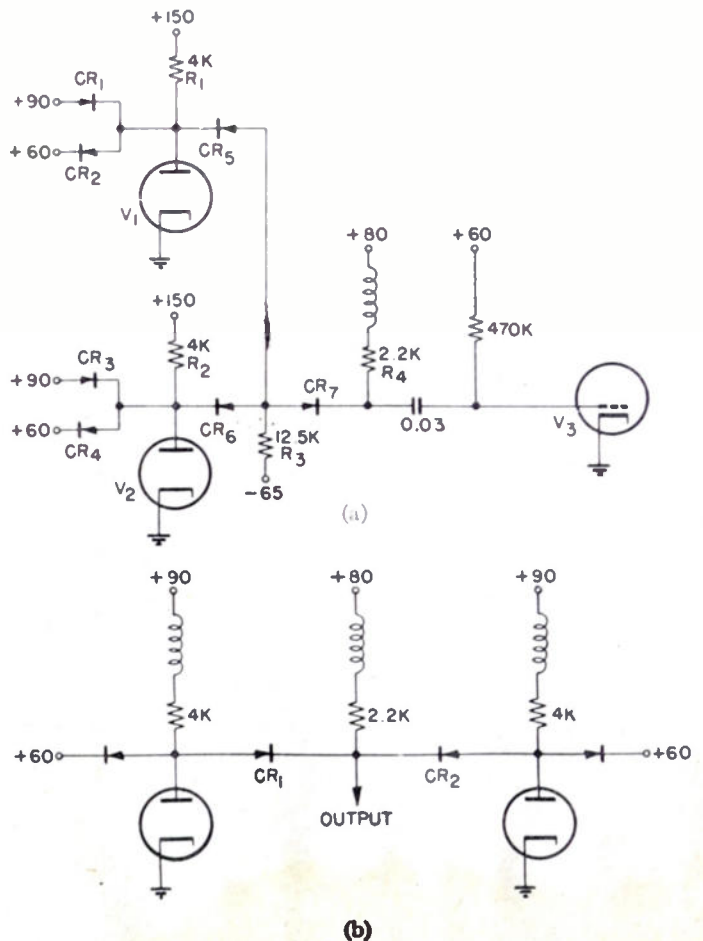 +150
4K
R1
CR1
+90
+60
CR2
CR5
V1
+150
4K
R2
CR3
+90
+60
CR4
CR6
V2
+80
+60
2.2K
R4
470K
CR7
0.03
12.5K
R3
-65
V3
(a)
+90
+80
+90
4K
2.2K
4K
+60
CR1
CR2
+60
OUTPUT
(b)